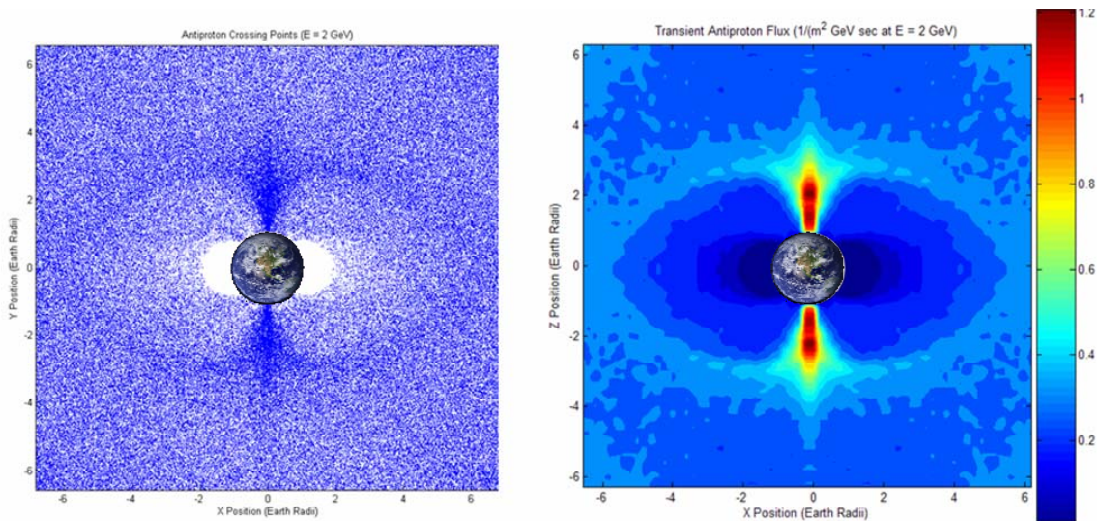 Antiproton Crossing Points (E = 2 GeV)
Y Position (Earth Radii)
6
4
2
0
-2
-4
-6
-6 -4 -2 0 2 4 6
X Position (Earth Radii)
Transient Antiproton Flux (1/(m² GeV sec at E = 2 GeV)
Z Position (Earth Radii)
6
4
2
0
-2
-4
-6
-6 -4 -2 0 2 4 6
X Position (Earth Radii)
1.2
1
0.8
0.6
0.4
0.2